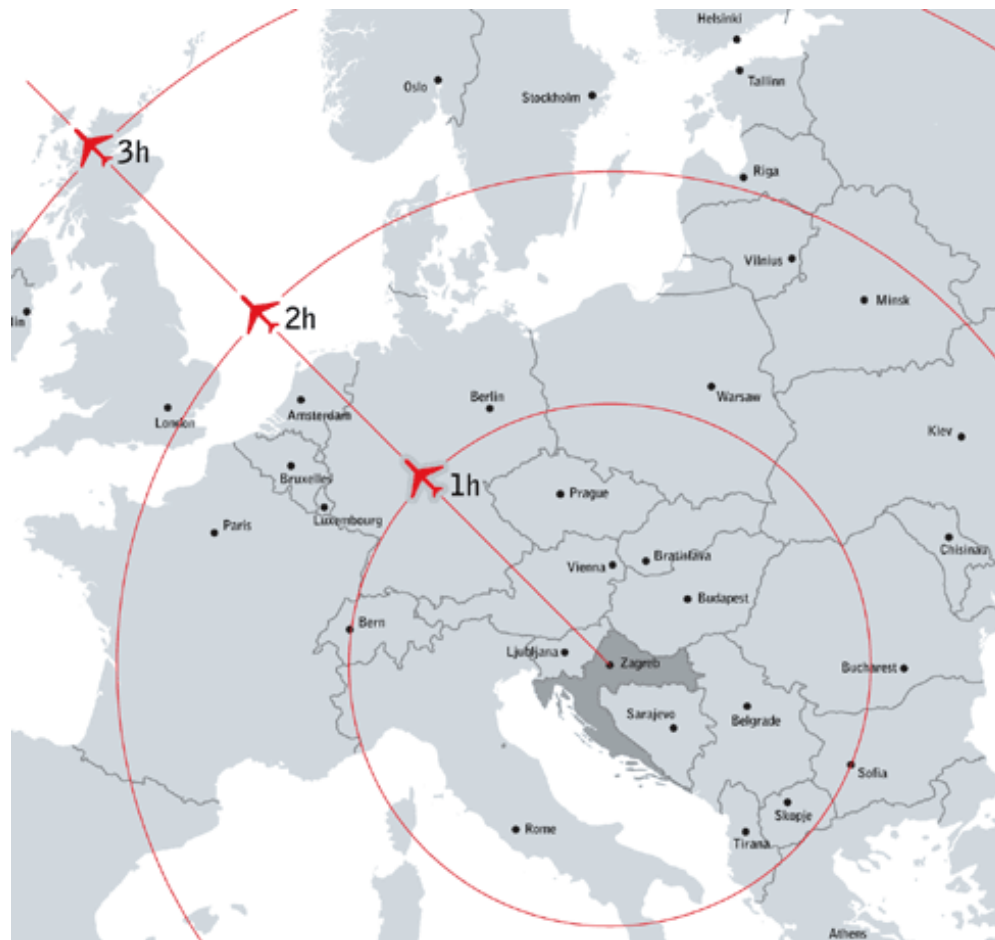 Helsinki
Tallinn
Oslo
Stockholm
3h
Riga
Vilnius
Minsk
lin
2h
Berlin
Warsaw
Amsterdam
London
Kiev
Bruxelles
1h
Prague
Luxembourg
Paris
Chisinau
Bratislava
Vienna
Budapest
Bern
Ljubljana
Zagreb
Bucharest
Sarajevo
Belgrade
Sofia
Skopje
Rome
Tirana
Athens